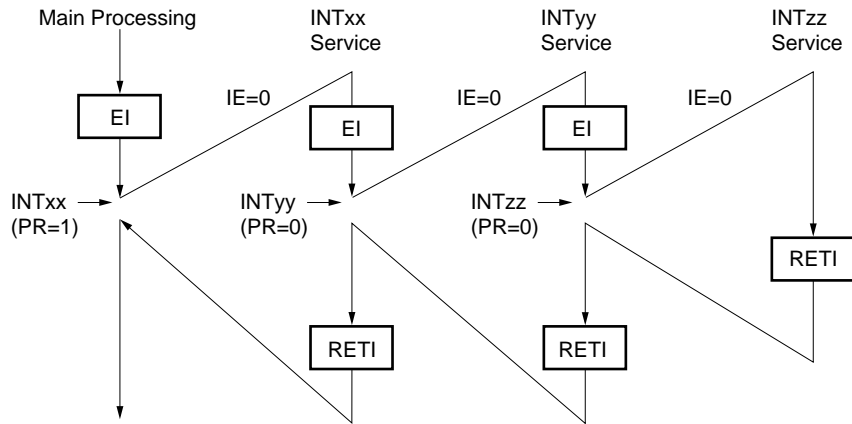 Main Processing
INTxx
Service
INTyy
Service
INTzz
Service
EI
IE=0
EI
IE=0
EI
IE=0
INTxx
(PR=1)
INTyy
(PR=0)
INTzz
(PR=0)
RETI
RETI
RETI